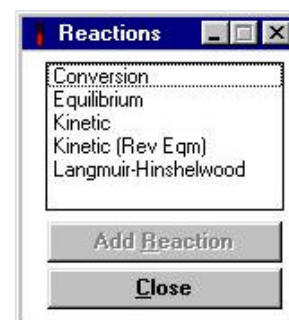 Reactions
Conversion
Equilibrium
Kinetic
Kinetic (Rev Eqm)
Langmuir-Hinshelwood
Add Reaction
Close